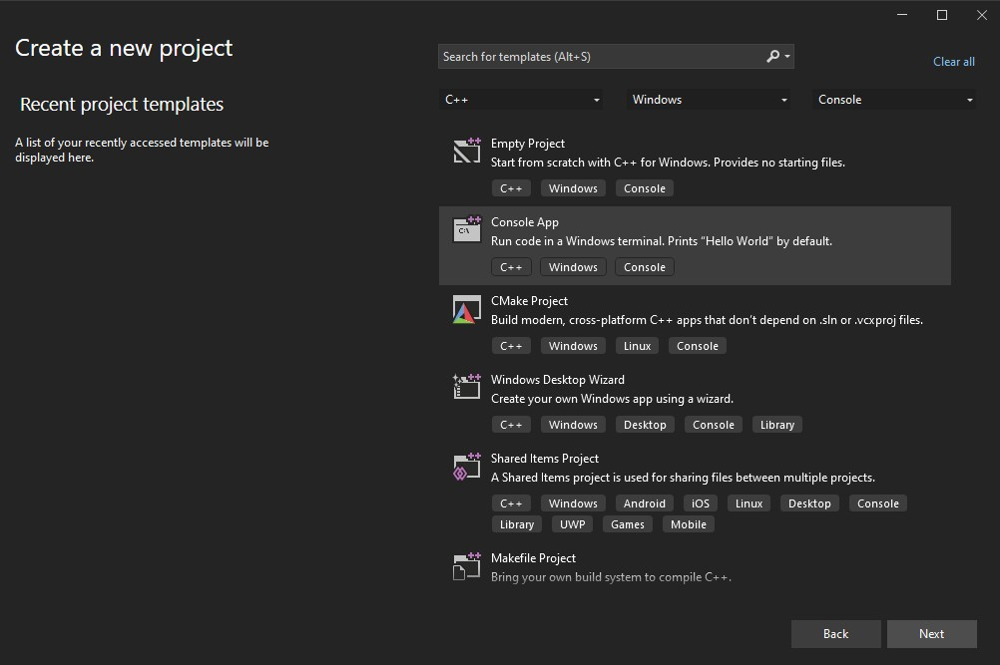 Create a new project
Search for templates (Alt+S)
Clear all
Recent project templates
A list of your recently accessed templates will be
displayed here.
C++ Windows Console
Empty Project
Start from scratch with C++ for Windows. Provides no starting files.
C++ Windows Console
Console App
C:\
Run code in a Windows terminal. Prints “Hello World” by default.
C++ Windows Console
CMake Project
Build modern, cross-platform C++ apps that don’t depend on .sln or .vcxproj files.
C++ Windows Linux Console
Windows Desktop Wizard
Create your own Windows app using a wizard.
C++ Windows Desktop Console Library
Shared Items Project
A Shared Items project is used for sharing files between multiple projects.
C++ Windows Android iOS Linux Desktop Console
Library UWP Games Mobile
Makefile Project
Bring your own build system to compile C++.
Back Next